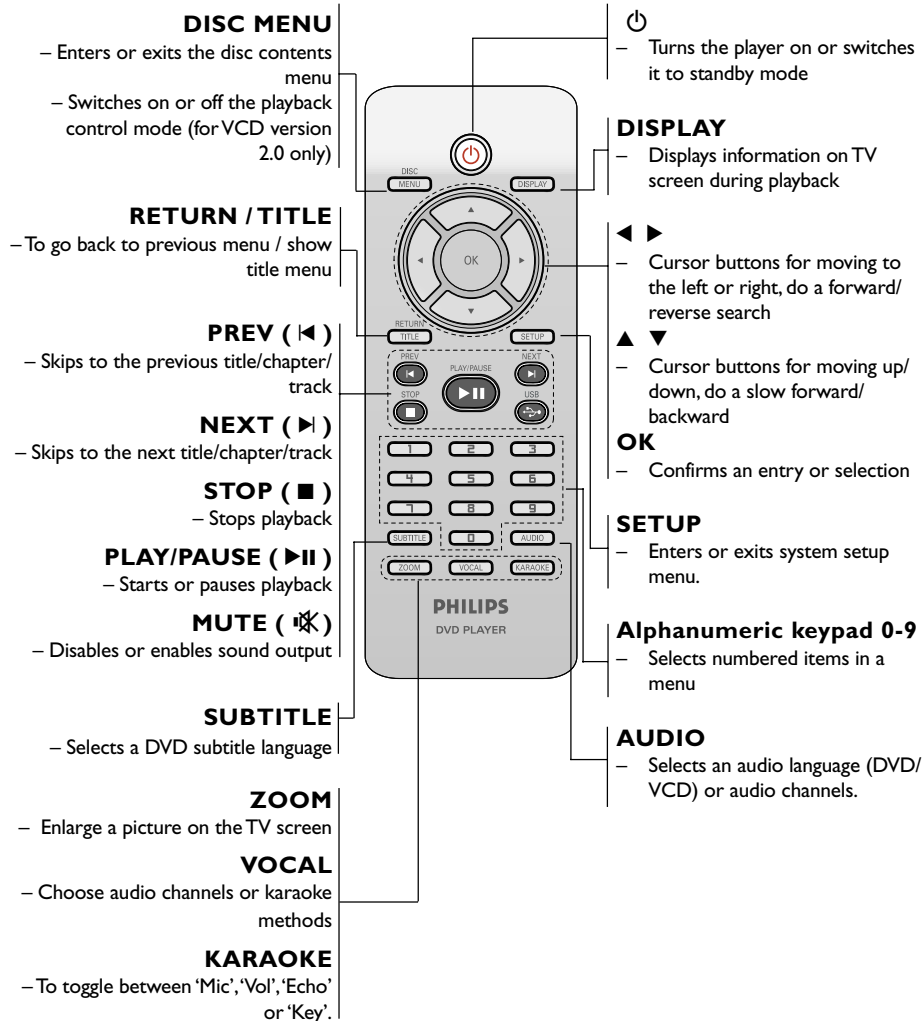 DISC MENU
– Enters or exits the disc contents
menu
– Switches on or off the playback
control mode (for VCD version
2.0 only)
RETURN / TITLE
– To go back to previous menu / show
title menu
PREV ( )
– Skips to the previous title/chapter/
track
NEXT ( )
– Skips to the next title/chapter/track
STOP ( ■ )
– Stops playback
PLAY/PAUSE ( )
– Starts or pauses playback
MUTE ( )
– Disables or enables sound output
SUBTITLE
– Selects a DVD subtitle language
ZOOM
– Enlarge a picture on the TV screen
VOCAL
– Choose audio channels or karaoke
methods
KARAOKE
– To toggle between ‘Mic’, ‘Vol’, ‘Echo’
or ‘Key’.
DISC
MENU
DISPLAY
OK
RETURN
TITLE
SETUP
PREV
PLAY/PAUSE
NEXT
STOP
USB
1 2 3
4 5 6
7 8 9
SUBTITLE 0 AUDIO
ZOOM VOCAL KARAOKE
PHILIPS
DVD PLAYER
– Turns the player on or switches
it to standby mode
DISPLAY
– Displays information on TV
screen during playback
◀ ▶
– Cursor buttons for moving to
the left or right, do a forward/
reverse search
▲ ▼
– Cursor buttons for moving up/
down, do a slow forward/
backward
OK
– Confirms an entry or selection
SETUP
– Enters or exits system setup
menu.
Alphanumeric keypad 0-9
– Selects numbered items in a
menu
AUDIO
– Selects an audio language (DVD/
VCD) or audio channels.